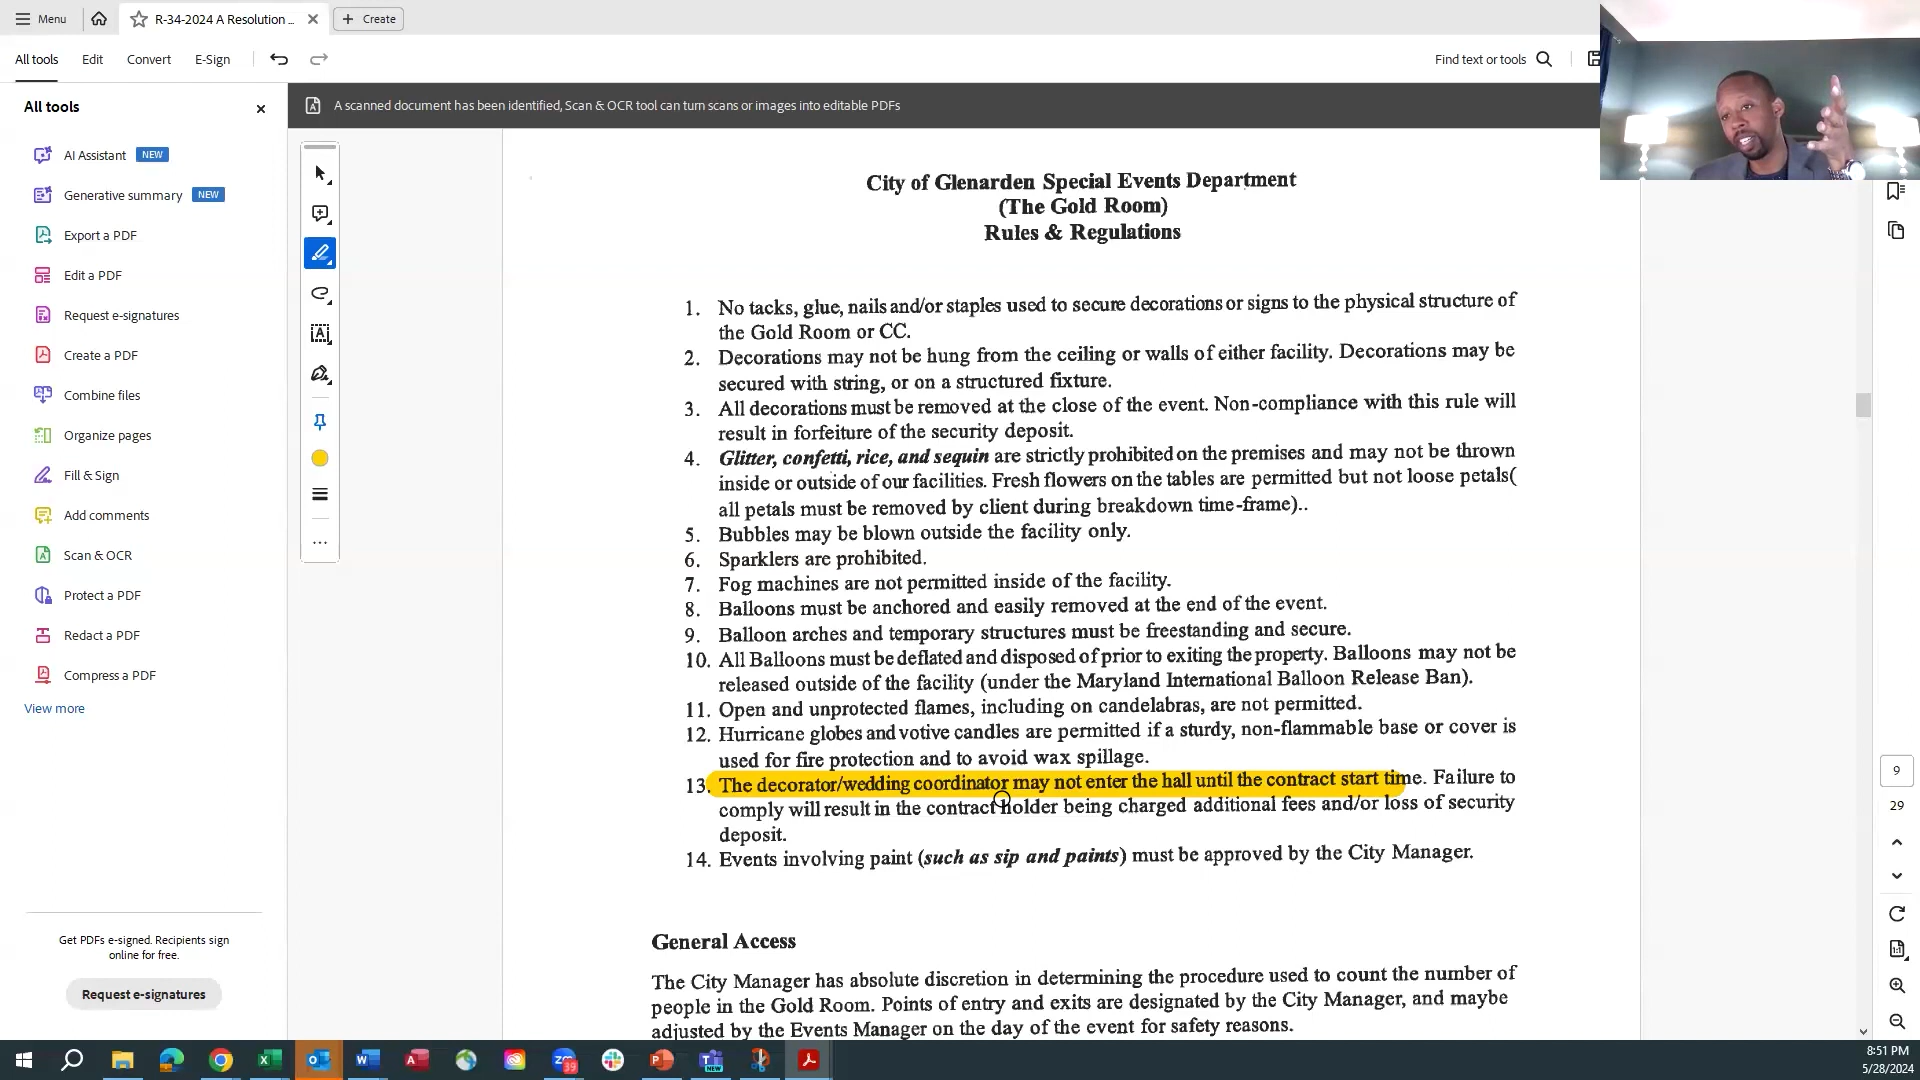 Menu
R-34-2024 A Resolution ...
Create
All tools
Edit
Convert
E-Sign
Find text or tools
All tools
A scanned document has been identified, Scan & OCR tool can turn scans or images into editable PDFs
AI Assistant NEW
Generative summary NEW
Export a PDF
Edit a PDF
Request e-signatures
Create a PDF
Combine files
Organize pages
Fill & Sign
Add comments
Scan & OCR
Protect a PDF
Redact a PDF
Compress a PDF
View more
Get PDFs e-signed. Recipients sign
online for free.
Request e-signatures
City of Glenarden Special Events Department
(The Gold Room)
Rules & Regulations
1. No tacks, glue, nails and/or staples used to secure decorations or signs to the physical structure of
the Gold Room or CC.
2. Decorations may not be hung from the ceiling or walls of either facility. Decorations may be
secured with string, or on a structured fixture.
3. All decorations must be removed at the close of the event. Non-compliance with this rule will
result in forfeiture of the security deposit.
4. Glitter, confetti, rice, and sequin are strictly prohibited on the premises and may not be thrown
inside or outside of our facilities. Fresh flowers on the tables are permitted but not loose petals(
all petals must be removed by client during breakdown time-frame)..
5. Bubbles may be blown outside the facility only.
6. Sparklers are prohibited.
7. Fog machines are not permitted inside of the facility.
8. Balloons must be anchored and easily removed at the end of the event.
9. Balloon arches and temporary structures must be freestanding and secure.
10. All Balloons must be deflated and disposed of prior to exiting the property. Balloons may not be
released outside of the facility (under the Maryland International Balloon Release Ban).
11. Open and unprotected flames, including on candelabras, are not permitted.
12. Hurricane globes and votive candles are permitted if a sturdy, non-flammable base or cover is
used for fire protection and to avoid wax spillage.
13. The decorator/wedding coordinator may not enter the hall until the contract start time. Failure to
comply will result in the contract holder being charged additional fees and/or loss of security
deposit.
14. Events involving paint (such as sip and paints) must be approved by the City Manager.
General Access
The City Manager has absolute discretion in determining the procedure used to count the number of
people in the Gold Room. Points of entry and exits are designated by the City Manager, and maybe
adjusted by the Events Manager on the day of the event for safety reasons.
9
29
39
NEW
8:51 PM
5/28/2024